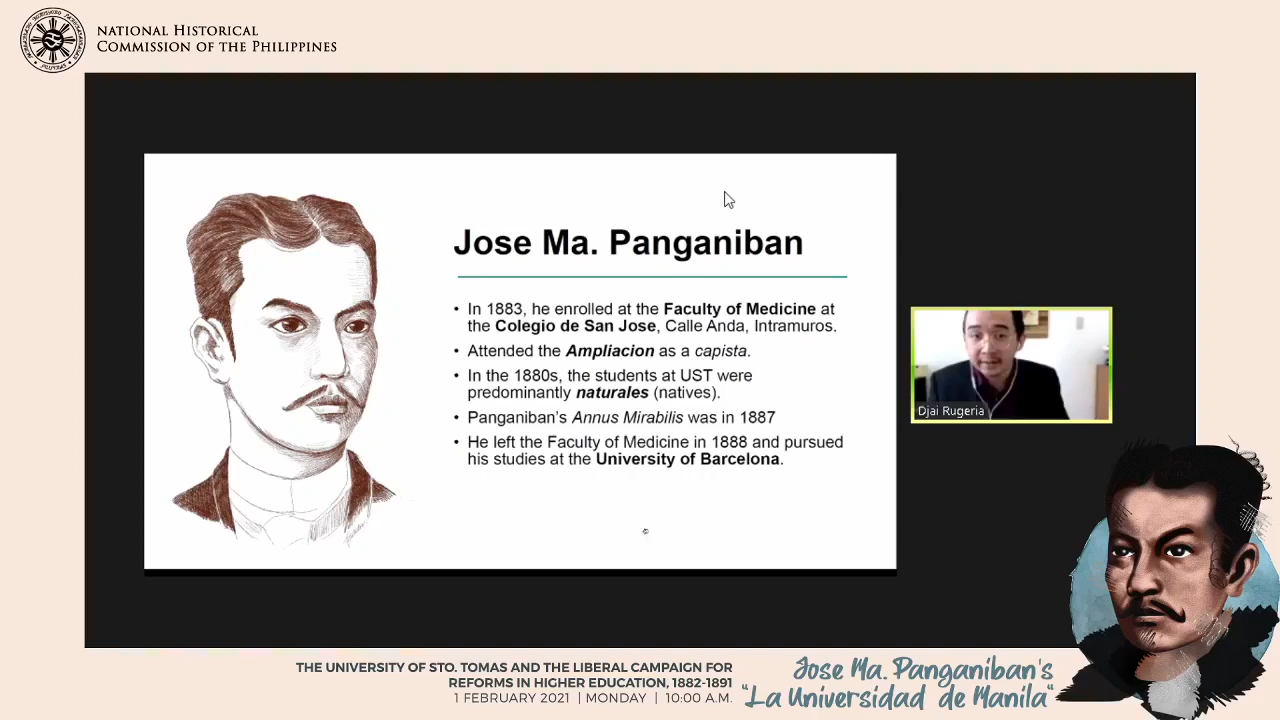 NATIONAL HISTORICAL
COMMISSION OF THE PHILIPPINES
Jose Ma. Panganiban
• In 1883, he enrolled at the Faculty of Medicine at
the Colegio de San Jose, Calle Anda, Intramuros.
• Attended the Ampliacion as a capista.
• In the 1880s, the students at UST were
predominantly naturales (natives).
• Panganiban's Annus Mirabilis was in 1887
• He left the Faculty of Medicine in 1888 and pursued
his studies at the University of Barcelona.
Djai Rugeria
THE UNIVERSITY OF STO. TOMAS AND THE LIBERAL CAMPAIGN FOR
REFORMS IN HIGHER EDUCATION, 1882-1891
1 FEBRUARY 2021 | MONDAY | 10:00 A.M.
Jose Ma. Panganiban's
"La Universidad de Manila"